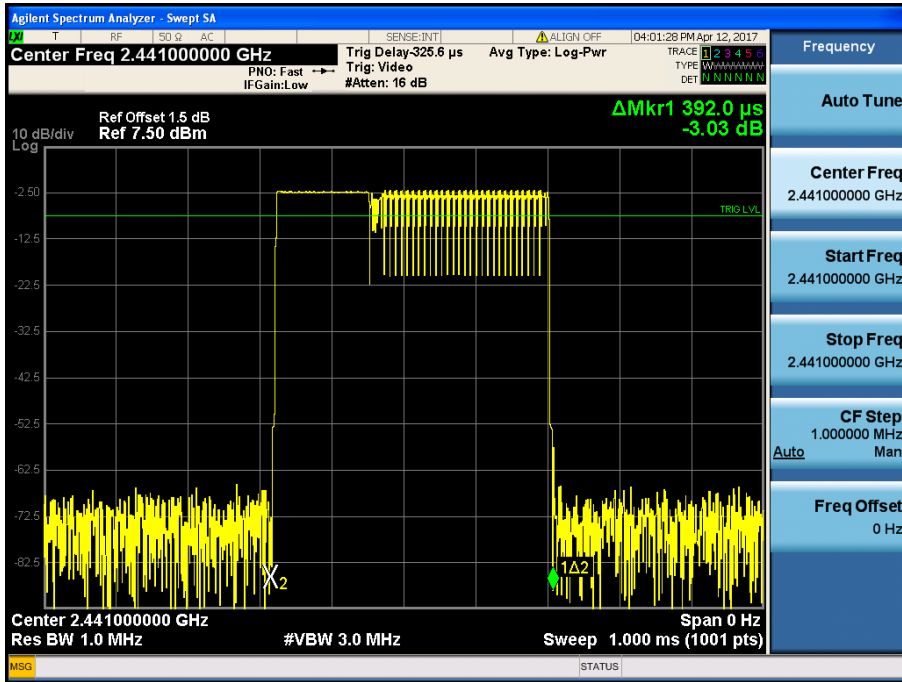 Agilent Spectrum Analyzer - Swept SA
LXI T RF 50 Ω AC SENSE:INT ALIGN OFF 04:01:28 PM Apr 12, 2017
Center Freq 2.441000000 GHz
PNO: Fast
IFGain:Low
Trig Delay-325.6 µs
Trig: Video
#Atten: 16 dB
Avg Type: Log-Pwr
TRACE 1 2 3 4 5 6
TYPE
DET N N N N N N
ΔMkr1 392.0 µs
-3.03 dB
Ref Offset 1.5 dB
10 dB/div Ref 7.50 dBm
Log
-2.50
TRIG LVL
-12.5
-22.5
-32.5
-42.5
-52.5
-62.5
-72.5
-82.5
2
1Δ2
Center 2.441000000 GHz Span 0 Hz
Res BW 1.0 MHz #VBW 3.0 MHz Sweep 1.000 ms (1001 pts)
MSG STATUS
Frequency
Auto Tune
Center Freq
2.441000000 GHz
Start Freq
2.441000000 GHz
Stop Freq
2.441000000 GHz
CF Step
1.000000 MHz
Auto Man
Freq Offset
0 Hz